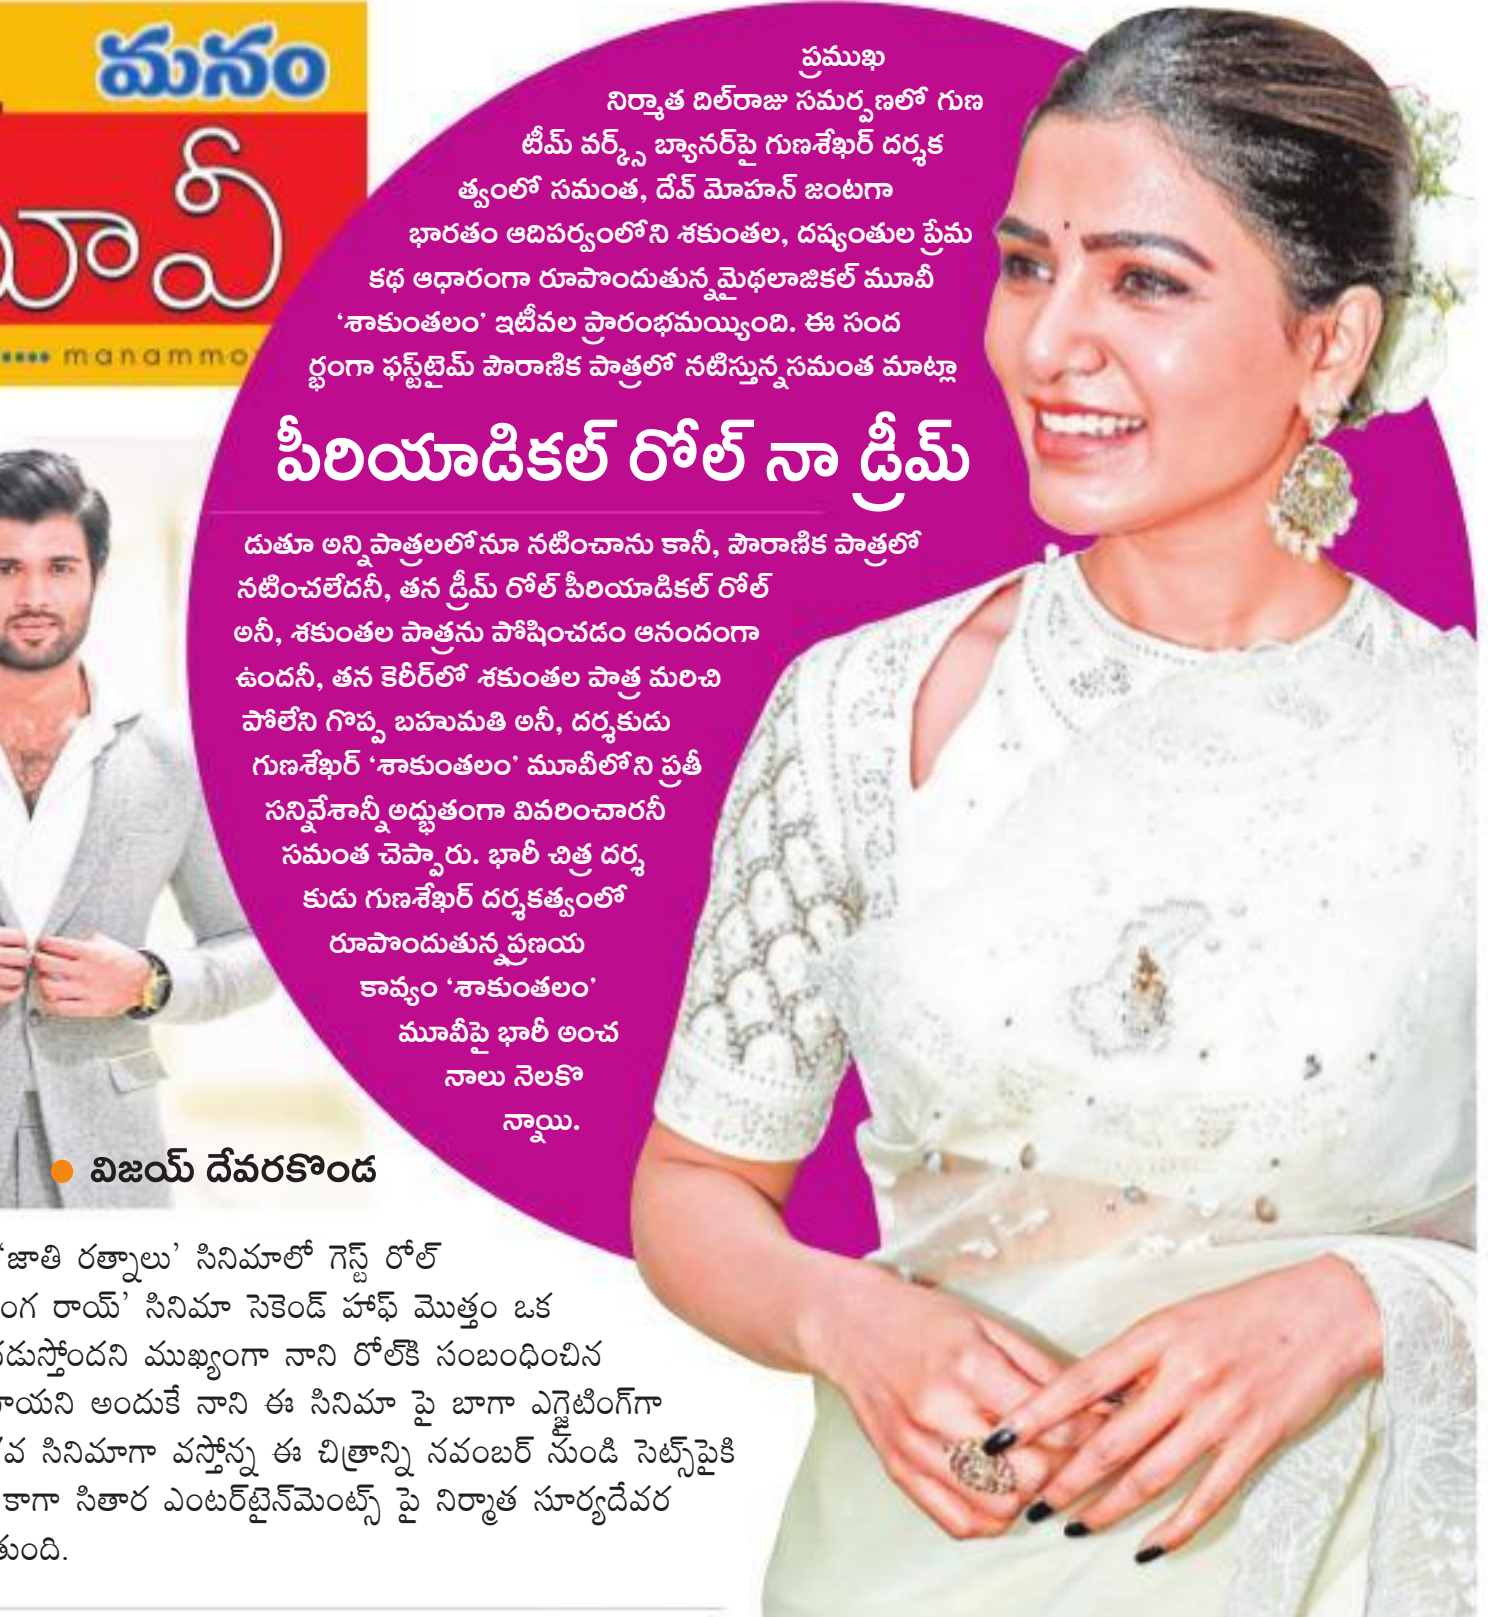 మనం
manammo
ప్రముఖ
నిర్మాత దిల్‌రాజు సమర్పణలో గుణ
టీమ్ వర్క్స్ బ్యానర్‌పై గుణశేఖర్ దర్శక
త్వంలో సమంత, దేవ్ మోహన్ జంటగా
భారతం ఆదిపర్వంలోని శకుంతల, దష్యంతుల ప్రేమ
కథ ఆధారంగా రూపొందుతున్నమైథలాజికల్ మూవీ
‘శాకుంతలం’ ఇటీవల ప్రారంభమయ్యింది. ఈ సంద
ర్భంగా ఫస్ట్‌టైమ్ పౌరాణిక పాత్రలో నటిస్తున్నసమంత మాట్లా
పీరియాడికల్ రోల్ నా డ్రీమ్
డుతూ అన్నిపాత్రలలోనూ నటించాను కానీ, పౌరాణిక పాత్రలో
నటించలేదనీ, తన డ్రీమ్ రోల్ పీరియాడికల్ రోల్
అనీ, శకుంతల పాత్రను పోషించడం ఆనందంగా
ఉందనీ, తన కెరీర్‌లో శకుంతల పాత్ర మరిచి
పోలేని గొప్ప బహుమతి అనీ, దర్శకుడు
గుణశేఖర్ ‘శాకుంతలం’ మూవీలోని ప్రతీ
సన్నివేశాన్నీఅద్భుతంగా వివరించారనీ
సమంత చెప్పారు. భారీ చిత్ర దర్శ
కుడు గుణశేఖర్ దర్శకత్వంలో
రూపొందుతున్నప్రణయ
కావ్యం ‘శాకుంతలం’
మూవీపై భారీ అంచ
నాలు నెలకొ
న్నాయి.
విజయ్ దేవరకొండ
‘జాతి రత్నాలు’ సినిమాలో గెస్ట్ రోల్
రాయ్’ సినిమా సెకెండ్ హాఫ్ మొత్తం ఒక
ముఖ్యంగా నాని రోల్‌కి సంబంధించిన
అందుకే నాని ఈ సినిమా పై బాగా ఎగ్జైటింగ్‌గా
వ సినిమాగా వస్తోన్న ఈ చిత్రాన్ని నవంబర్ నుండి సెట్స్‌పైకి
కాగా సితార ఎంటర్‌టైన్‌మెంట్స్ పై నిర్మాత సూర్యదేవర